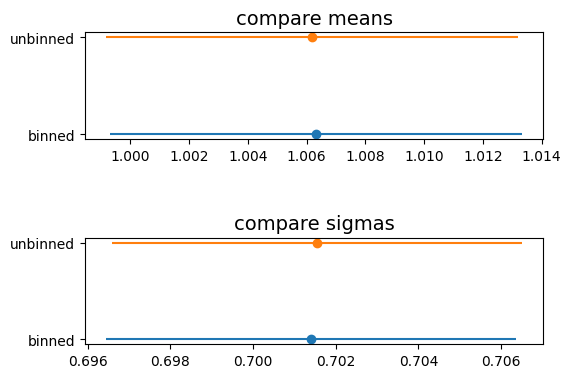 compare means
unbinned
binned
1.000 1.002 1.004 1.006 1.008 1.010 1.012 1.014
compare sigmas
unbinned
binned
0.696 0.698 0.700 0.702 0.704 0.706